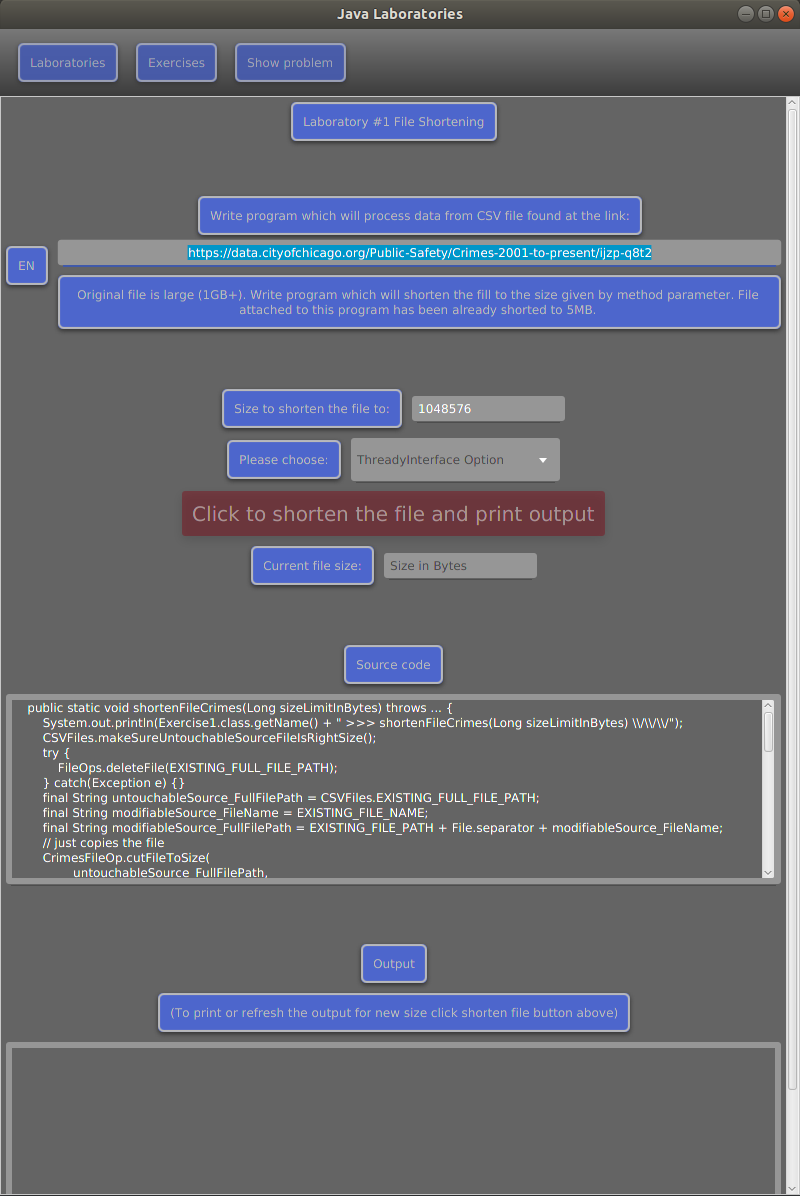 Java Laboratories
Laboratories
Exercises
Show problem
Laboratory #1 File Shortening
Write program which will process data from CSV file found at the link:
EN
https://data.cityofchicago.org/Public-Safety/Crimes-2001-to-present/ijzp-q8t2
Original file is large (1GB+). Write program which will shorten the fill to the size given by method parameter. File
attached to this program has been already shorted to 5MB.
Size to shorten the file to:
1048576
Please choose:
ThreadyInterface Option
Click to shorten the file and print output
Current file size:
Size in Bytes
Source code
public static void shortenFileCrimes(Long sizeLimitInBytes) throws ... {
System.out.println(Exercise1.class.getName() + " >>> shortenFileCrimes(Long sizeLimitInBytes) \\/\\/\\/");
CSVFiles.makeSureUntouchableSourceFileIsRightSize();
try {
FileOps.deleteFile(EXISTING_FULL_FILE_PATH);
} catch(Exception e) {}
final String untouchableSource_FullFilePath = CSVFiles.EXISTING_FULL_FILE_PATH;
final String modifiableSource_FileName = EXISTING_FILE_NAME;
final String modifiableSource_FullFilePath = EXISTING_FILE_PATH + File.separator + modifiableSource_FileName;
// just copies the file
CrimesFileOp.cutFileToSize(
untouchableSource_FullFilePath,
Output
(To print or refresh the output for new size click shorten file button above)